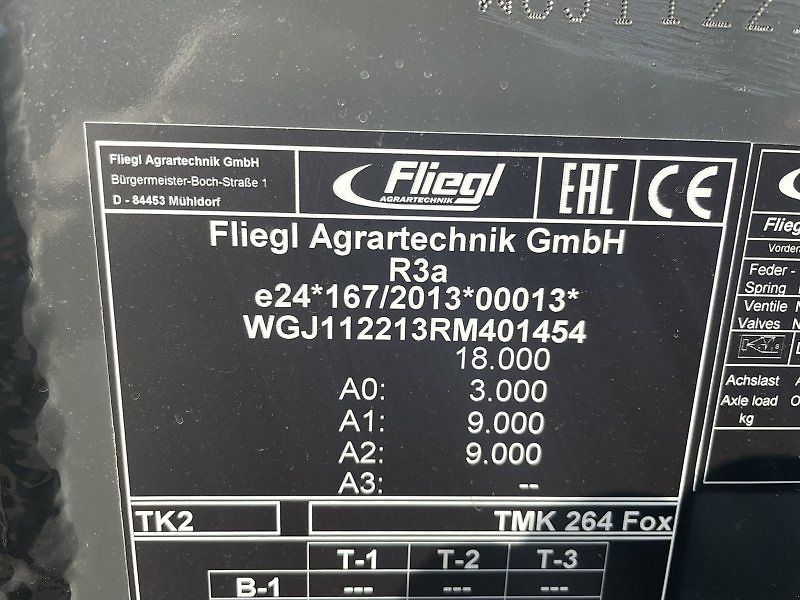 WGJ1122
Fliegl Agrartechnik GmbH
Bürgermeister-Boch-Straße 1
D - 84453 Mühldorf
Fliegl
AGRARTECHNIK
EAC
CE
Fliegl Agrartechnik GmbH
R3a
e24*167/2013*00013*
WGJ112213RM401454
18.000
A0: 3.000
A1: 9.000
A2: 9.000
A3: --
TK2 TMK 264 Fox
T-1 T-2 T-3
B-1 --- --- ---
Feder -
Spring
Ventile
Valves
Achslast
Axle load
kg